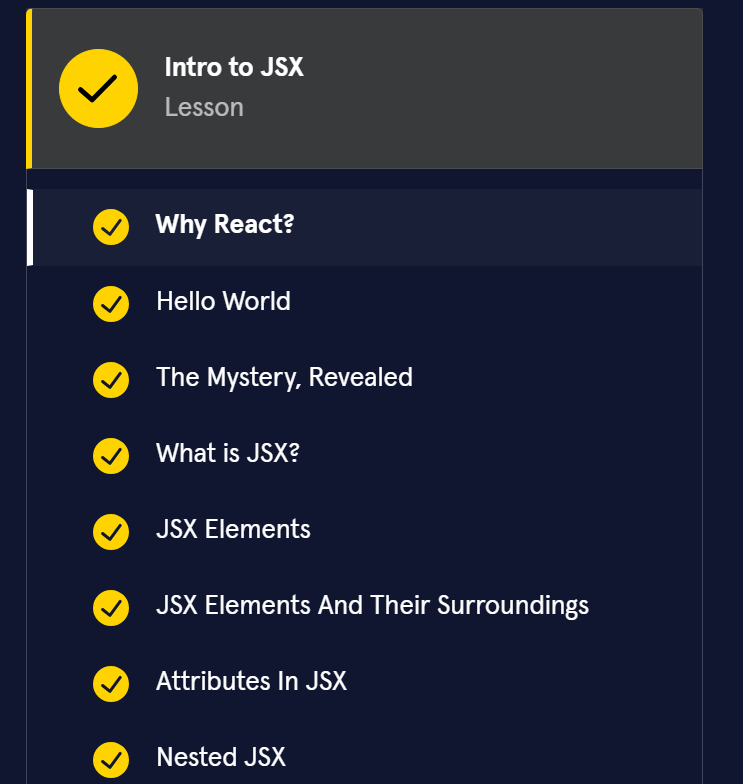 Intro to JSX
Lesson
Why React?
Hello World
The Mystery, Revealed
What is JSX?
JSX Elements
JSX Elements And Their Surroundings
Attributes In JSX
Nested JSX